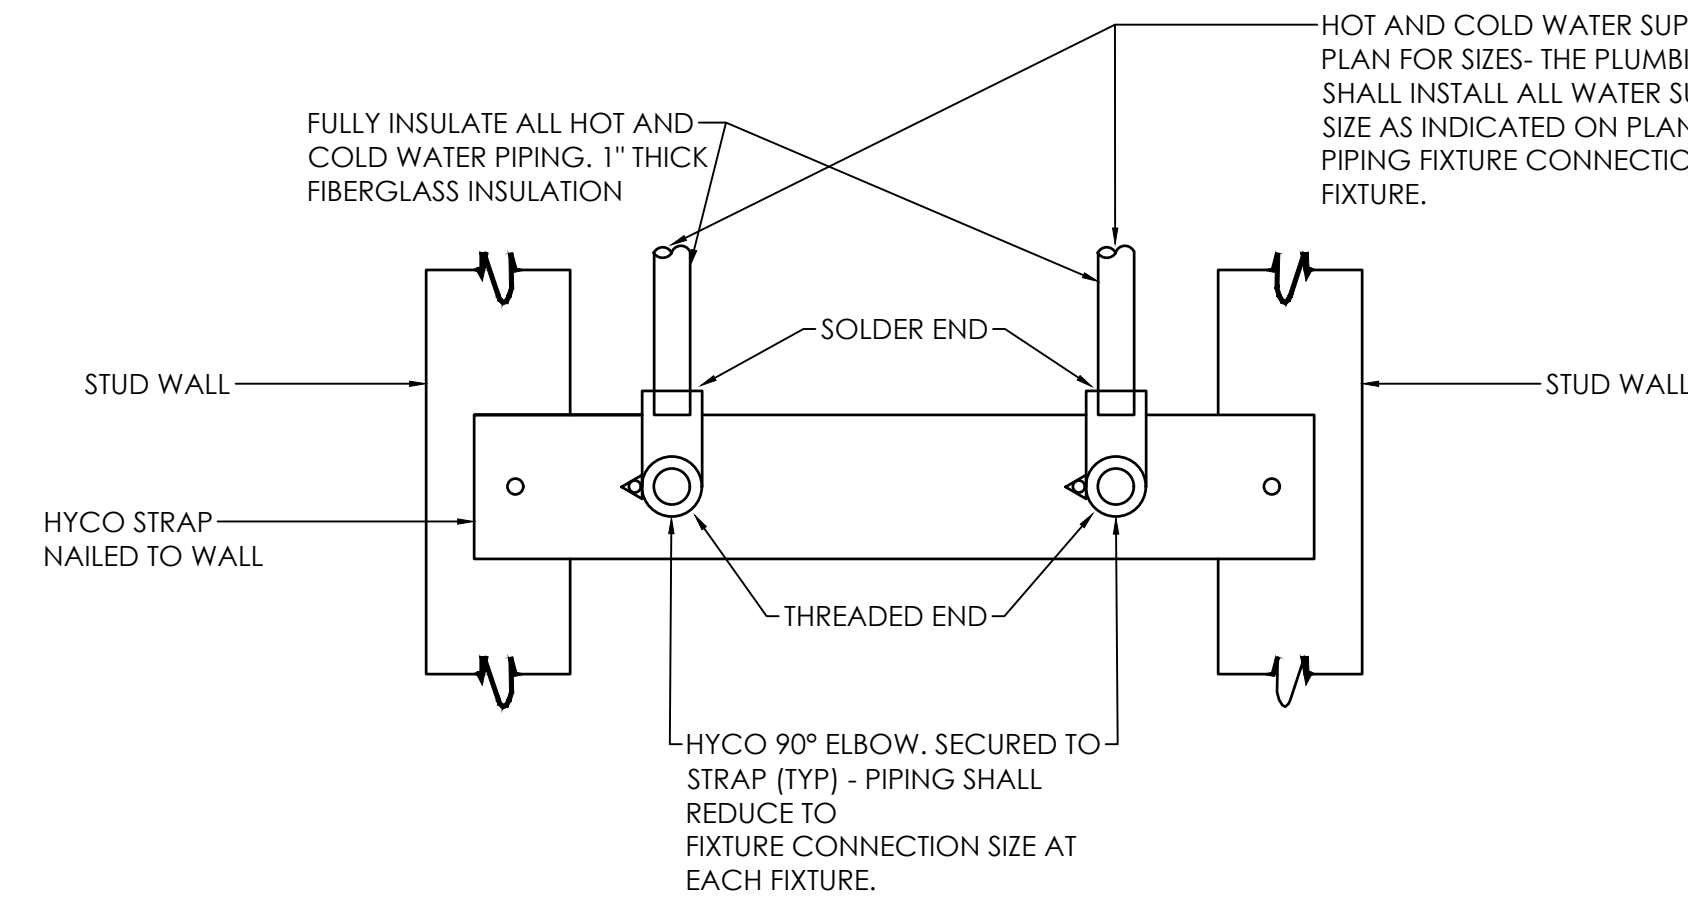 HOT AND COLD WATER SUP
PLAN FOR SIZES- THE PLUMBI
SHALL INSTALL ALL WATER SU
SIZE AS INDICATED ON PLAN
PIPING FIXTURE CONNECTIO
FIXTURE.
FULLY INSULATE ALL HOT AND
COLD WATER PIPING. 1" THICK
FIBERGLASS INSULATION
SOLDER END
STUD WALL
STUD WALL
HYCO STRAP
NAILED TO WALL
THREADED END
HYCO 90° ELBOW. SECURED TO
STRAP (TYP) - PIPING SHALL
REDUCE TO
FIXTURE CONNECTION SIZE AT
EACH FIXTURE.